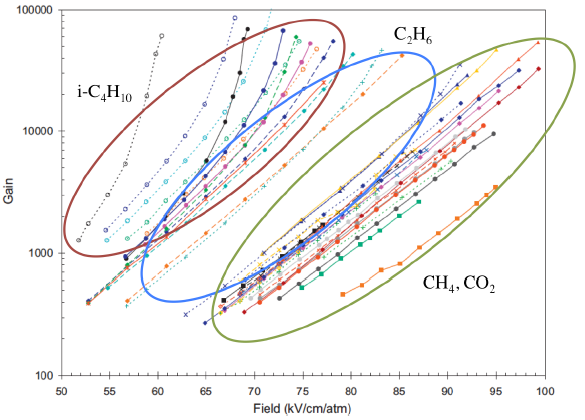 100000
C₂H₆
i-C₄H₁₀
10000
Gain
1000
CH₄, CO₂
100
50 55 60 65 70 75 80 85 90 95 100
Field (kV/cm/atm)